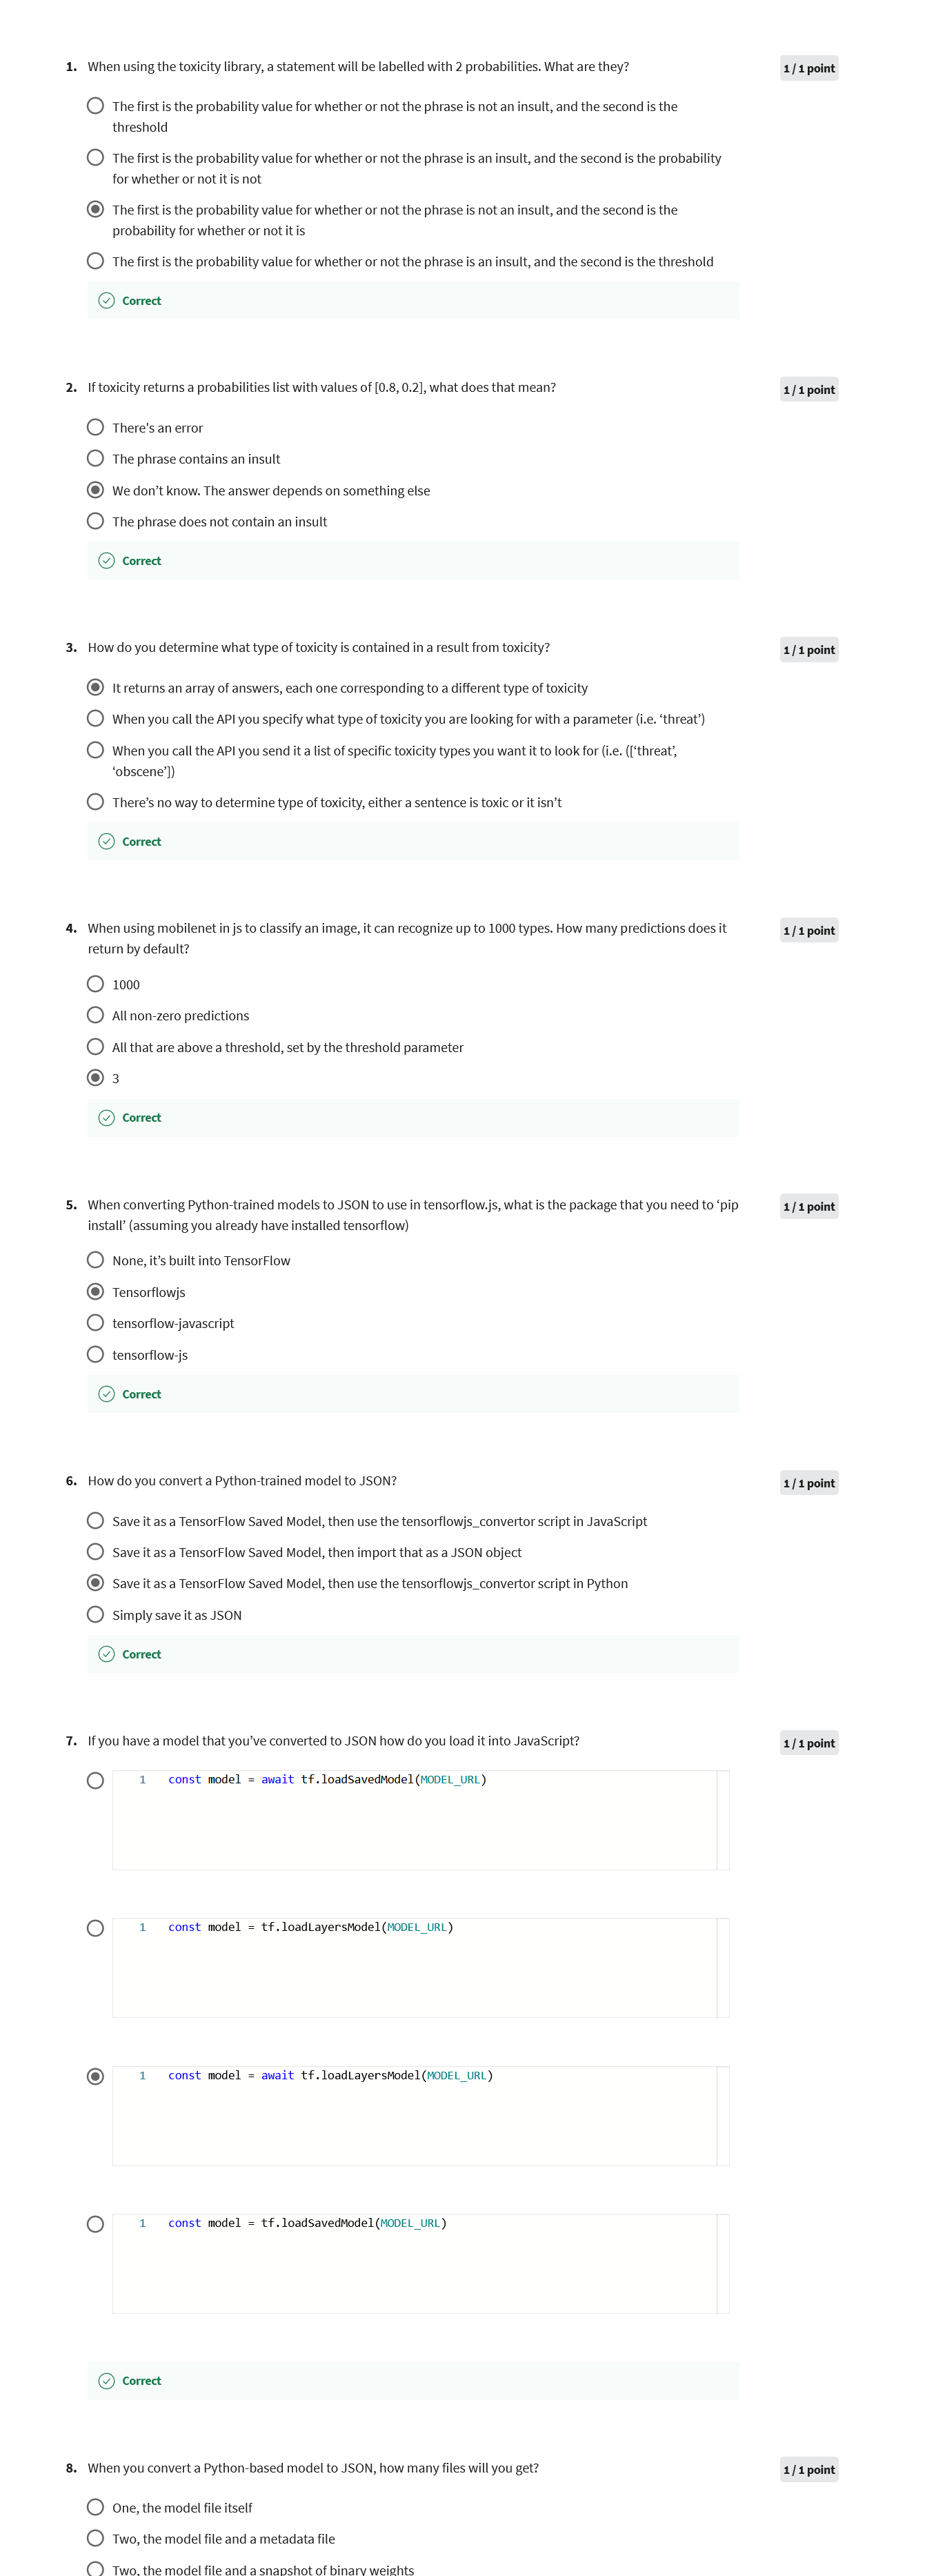 1. When using the toxicity library, a statement will be labelled with 2 probabilities. What are they?
1 / 1 point
The first is the probability value for whether or not the phrase is not an insult, and the second is the
threshold
The first is the probability value for whether or not the phrase is an insult, and the second is the probability
for whether or not it is not
The first is the probability value for whether or not the phrase is not an insult, and the second is the
probability for whether or not it is
The first is the probability value for whether or not the phrase is an insult, and the second is the threshold
Correct
2. If toxicity returns a probabilities list with values of [0.8, 0.2], what does that mean?
1 / 1 point
There's an error
The phrase contains an insult
We don’t know. The answer depends on something else
The phrase does not contain an insult
Correct
3. How do you determine what type of toxicity is contained in a result from toxicity?
1 / 1 point
It returns an array of answers, each one corresponding to a different type of toxicity
When you call the API you specify what type of toxicity you are looking for with a parameter (i.e. ‘threat’)
When you call the API you send it a list of specific toxicity types you want it to look for (i.e. ([‘threat’,
‘obscene’])
There’s no way to determine type of toxicity, either a sentence is toxic or it isn’t
Correct
4. When using mobilenet in js to classify an image, it can recognize up to 1000 types. How many predictions does it
return by default?
1 / 1 point
1000
All non-zero predictions
All that are above a threshold, set by the threshold parameter
3
Correct
5. When converting Python-trained models to JSON to use in tensorflow.js, what is the package that you need to ‘pip
install’ (assuming you already have installed tensorflow)
1 / 1 point
None, it’s built into TensorFlow
Tensorflowjs
tensorflow-javascript
tensorflow-js
Correct
6. How do you convert a Python-trained model to JSON?
1 / 1 point
Save it as a TensorFlow Saved Model, then use the tensorflowjs_convertor script in JavaScript
Save it as a TensorFlow Saved Model, then import that as a JSON object
Save it as a TensorFlow Saved Model, then use the tensorflowjs_convertor script in Python
Simply save it as JSON
Correct
7. If you have a model that you’ve converted to JSON how do you load it into JavaScript?
1 / 1 point
1 const model = await tf.loadSavedModel(MODEL_URL)
1 const model = tf.loadLayersModel(MODEL_URL)
1 const model = await tf.loadLayersModel(MODEL_URL)
1 const model = tf.loadSavedModel(MODEL_URL)
Correct
8. When you convert a Python-based model to JSON, how many files will you get?
1 / 1 point
One, the model file itself
Two, the model file and a metadata file
Two, the model file and a snapshot of binary weights